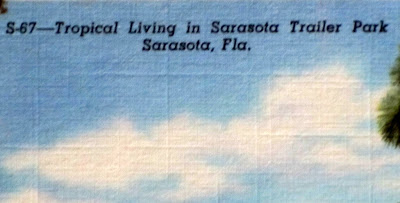 S-67—Tropical Living in Sarasota Trailer Park
Sarasota, Fla.